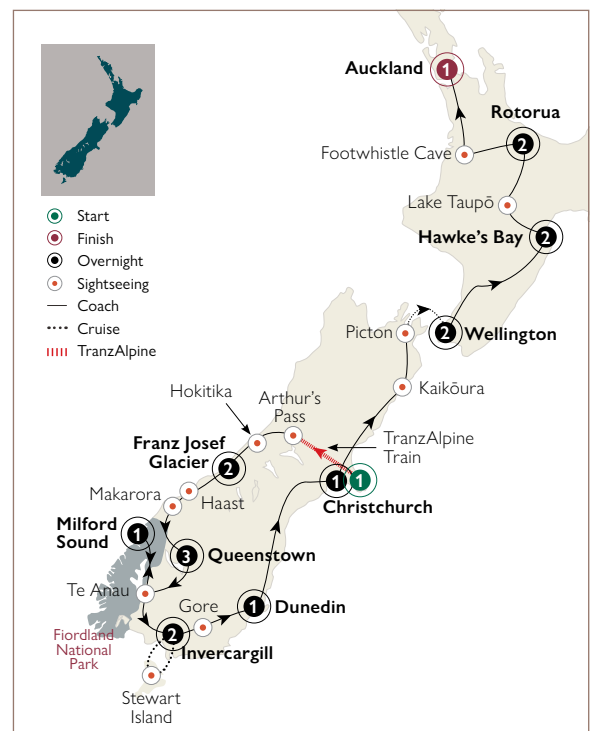 Auckland
1
Rotorua
2
Footwhistle Cave
Lake Taupō
Hawke's Bay
2
Start
Finish
Overnight
Sightseeing
Coach
Cruise
TranzAlpine
Picton
2
Wellington
Kaikōura
Hokitika
Arthur's
Pass
TranzAlpine
Train
Franz Josef
Glacier
2
1
1
Christchurch
Haast
Makarora
Milford
Sound
1
3
Queenstown
Te Anau
Gore
1
Dunedin
Fiordland
National
Park
2
Invercargill
Stewart
Island